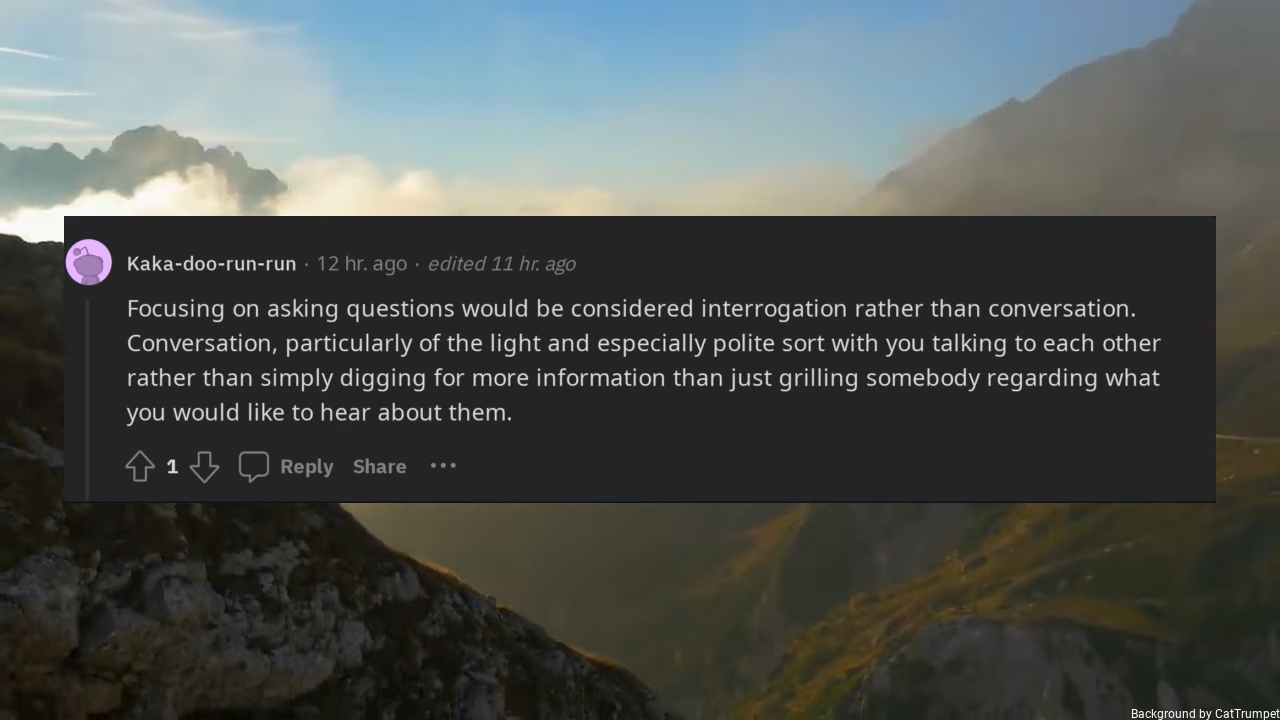 Kaka-doo-run-run · 12 hr. ago · edited 11 hr. ago
Focusing on asking questions would be considered interrogation rather than conversation.
Conversation, particularly of the light and especially polite sort with you talking to each other
rather than simply digging for more information than just grilling somebody regarding what
you would like to hear about them.
1 Reply Share ···
Background by CatTrumpet